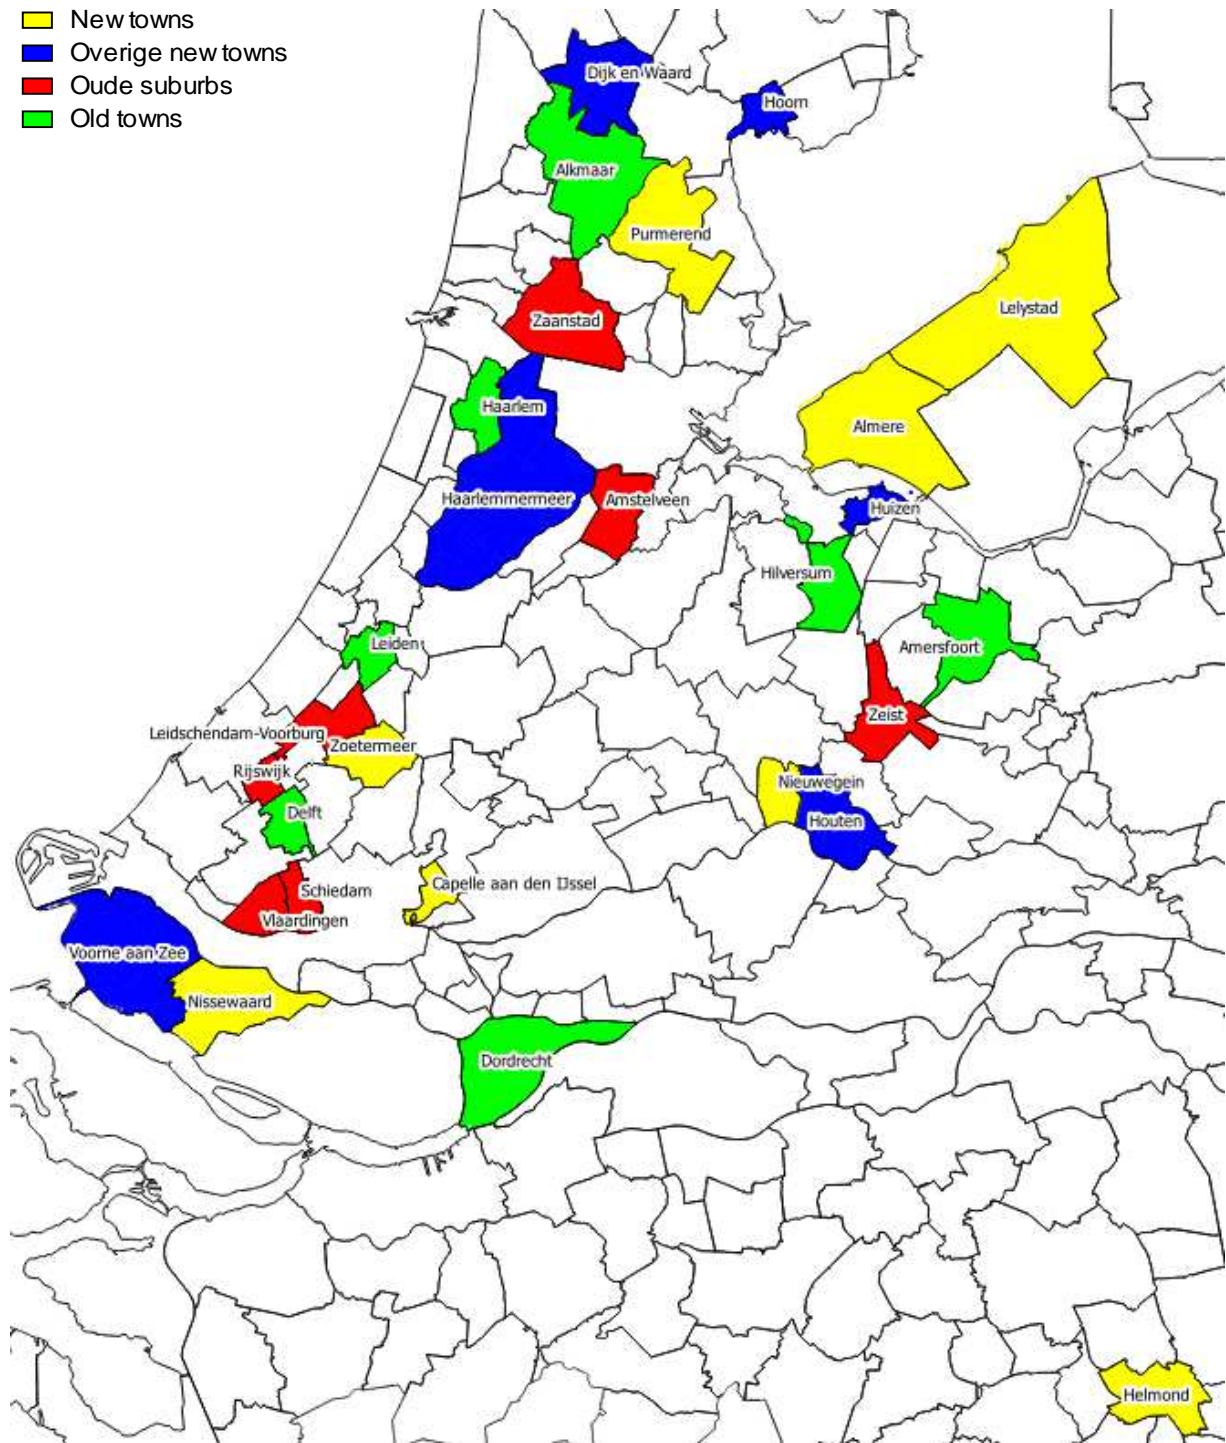 New towns
Overige new towns
Oude suburbs
Old towns
Dijk en Waard
Hoorn
Alkmaar
Purmerend
Lelystad
Zaanstad
Haarlem
Almere
Haarlemmermeer
Amstelveen
Huizen
Hilversum
Leiden
Amersfoort
Zeist
Leidschendam-Voorburg
Zoetermeer
Rijswijk
Nieuwegein
Delft
Houten
Capelle aan den IJssel
Schiedam
Vlaardingen
Voorne aan Zee
Nissewaard
Dordrecht
Helmond